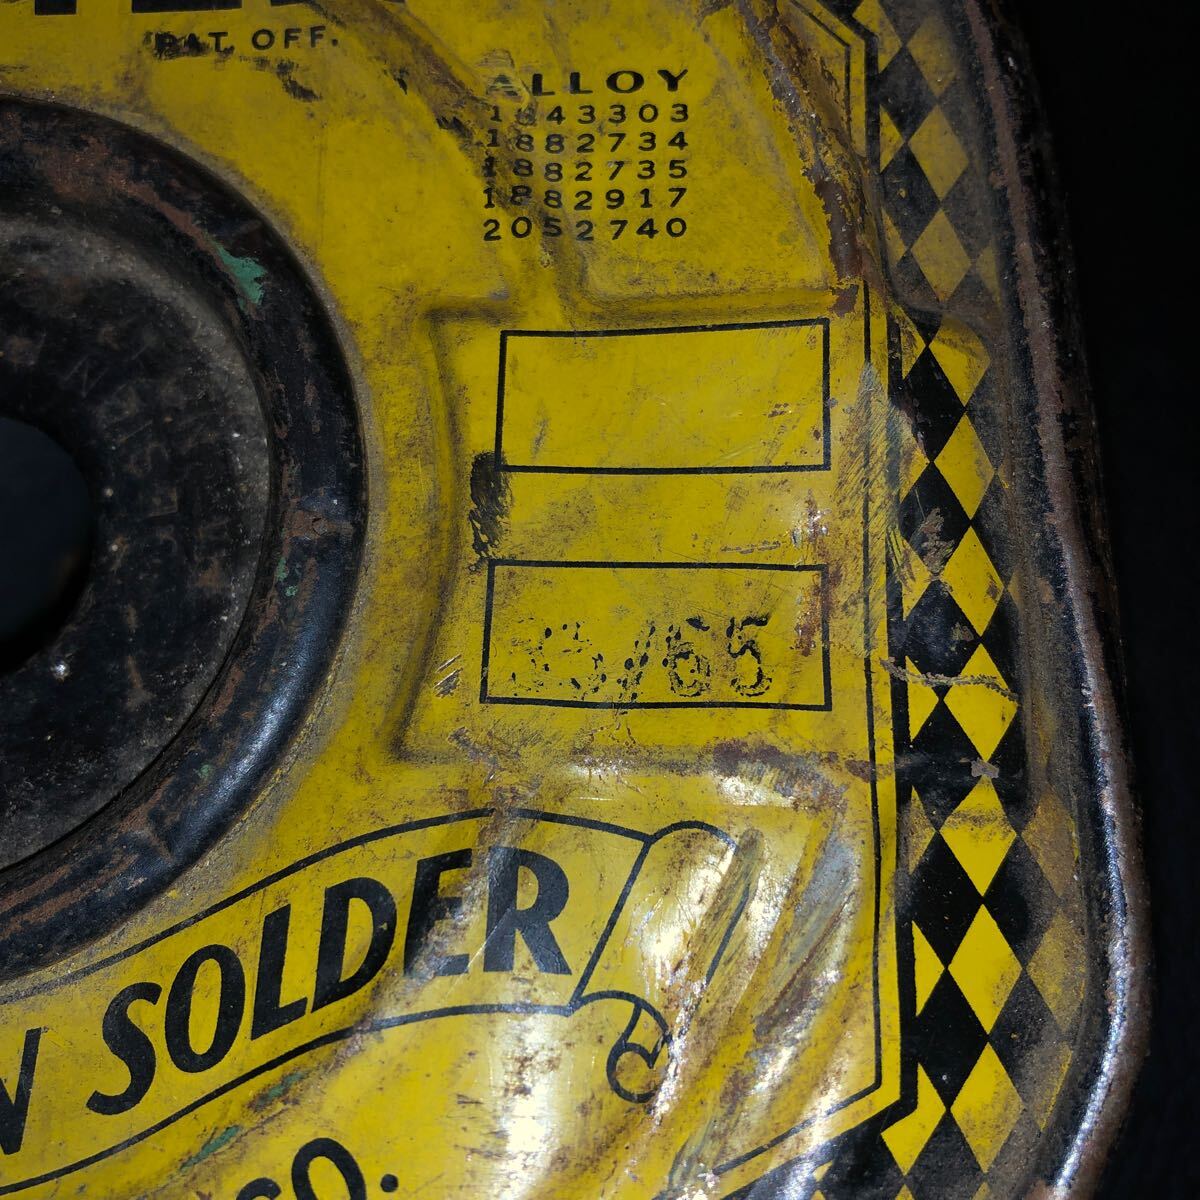 PAT. OFF.
ALLOY
1843303
1882734
1882735
1882917
2052740
/65
SOLDER
CO.